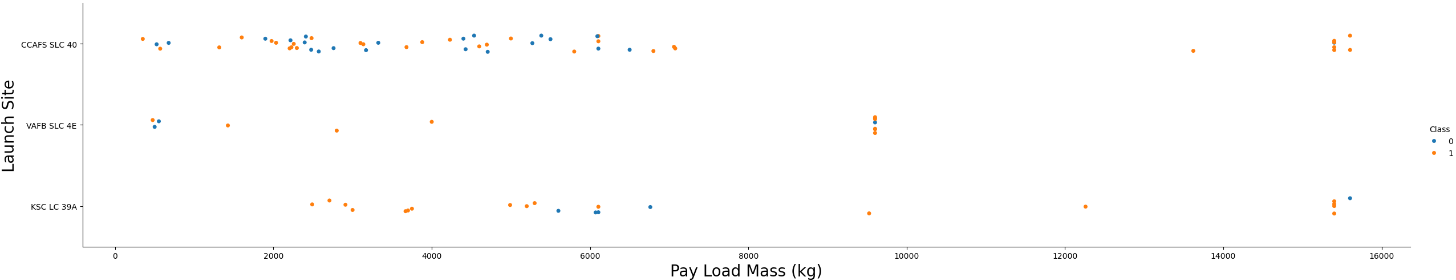 Launch Site
CCAFS SLC 40
VAFB SLC 4E
KSC LC 39A
0 2000 4000 6000 8000 10000 12000 14000 16000
Pay Load Mass (kg)
Class
0
1